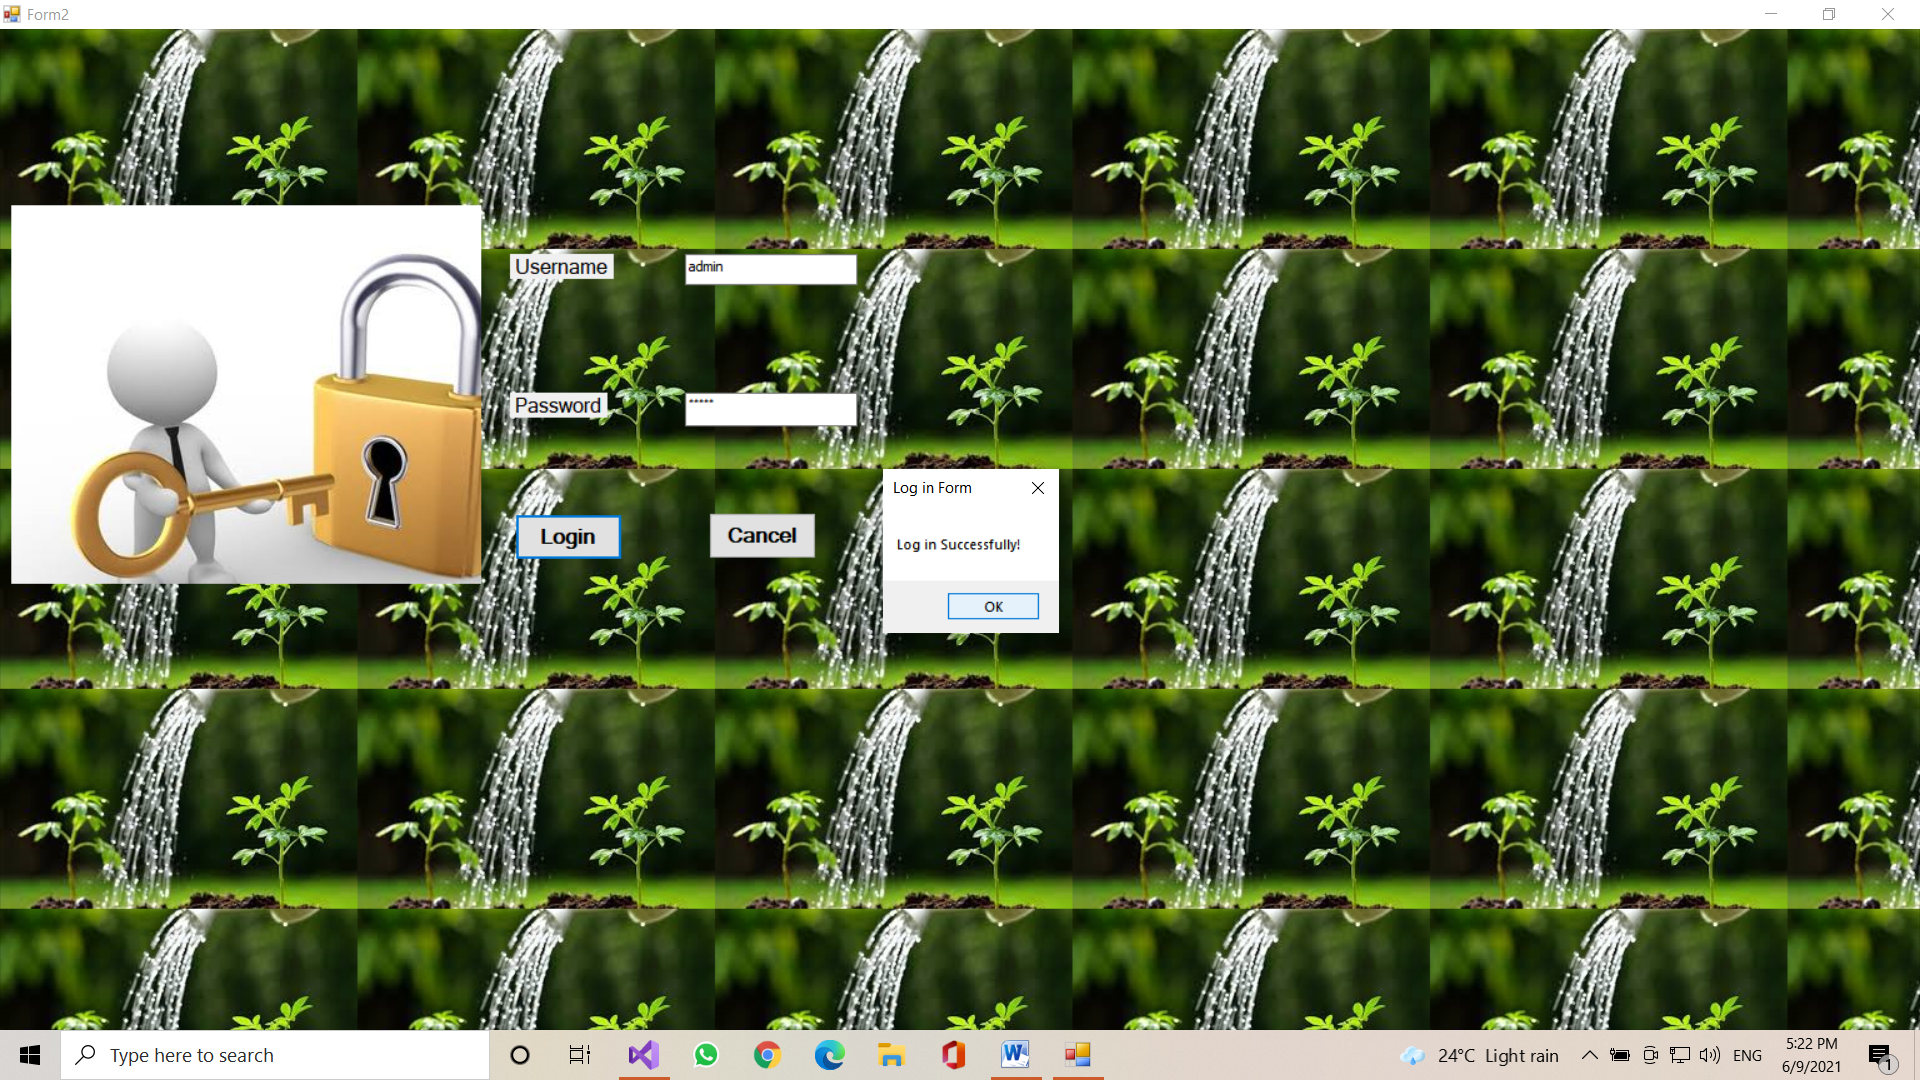 Form2
Username
admin
Password
*****
Login
Cancel
Log in Form
Log in Successfully!
OK
Type here to search
24°C Light rain
ENG
5:22 PM
6/9/2021
1